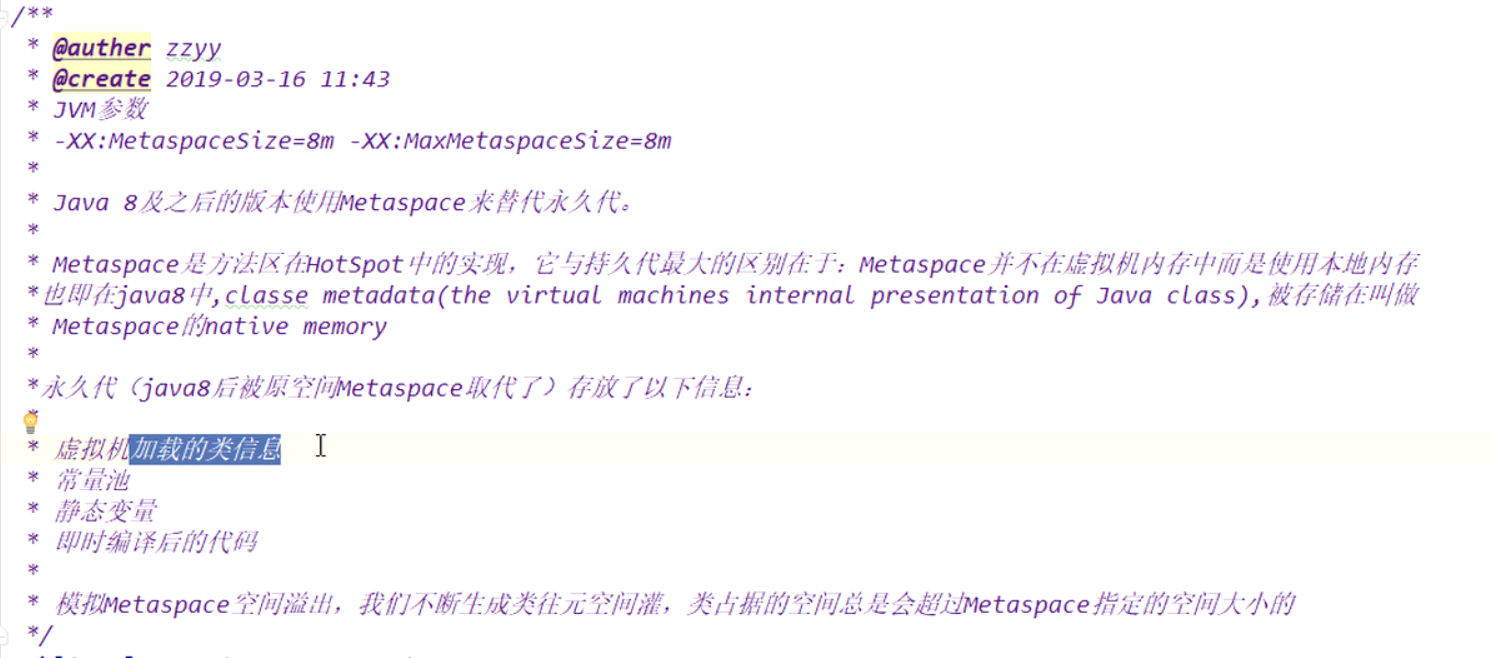 /**
* @auther zzyy
* @create 2019-03-16 11:43
* JVM参数
* -XX:MetaspaceSize=8m -XX:MaxMetaspaceSize=8m
*
* Java 8及之后的版本使用Metaspace来替代永久代。
*
* Metaspace是方法区在HotSpot中的实现，它与持久代最大的区别在于：Metaspace并不在虚拟机内存中而是使用本地内存
*也即在java8中,classe metadata(the virtual machines internal presentation of Java class),被存储在叫做
* Metaspace的native memory
*
*永久代（java8后被原空间Metaspace取代了）存放了以下信息：
*
* 虚拟机加载的类信息
* 常量池
* 静态变量
* 即时编译后的代码
*
* 模拟Metaspace空间溢出，我们不断生成类往元空间灌，类占据的空间总是会超过Metaspace指定的空间大小的
*/